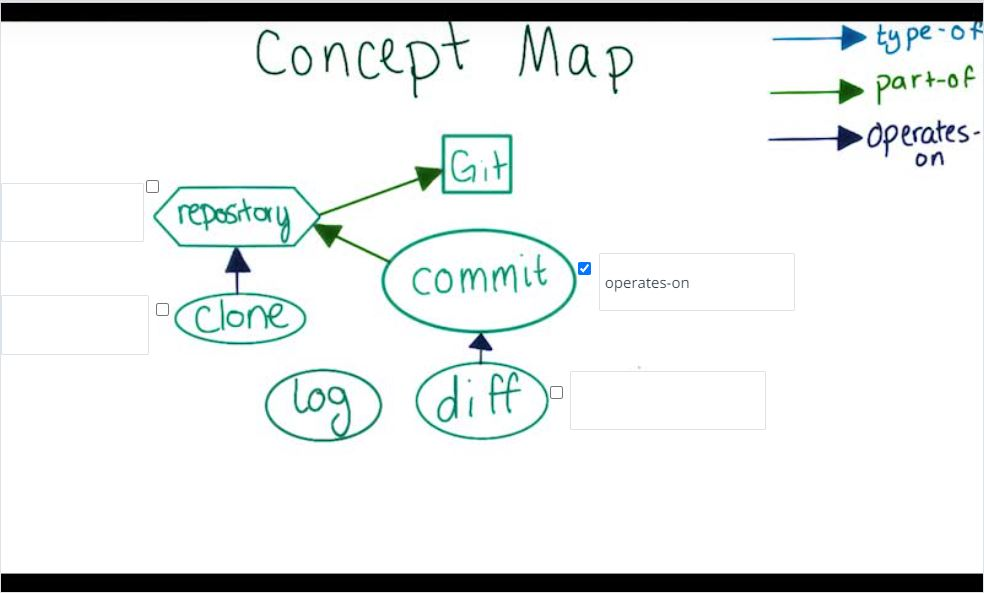 Concept Map
type-of
part-of
operates-
on
Git
repository
commit
operates-on
clone
log
diff